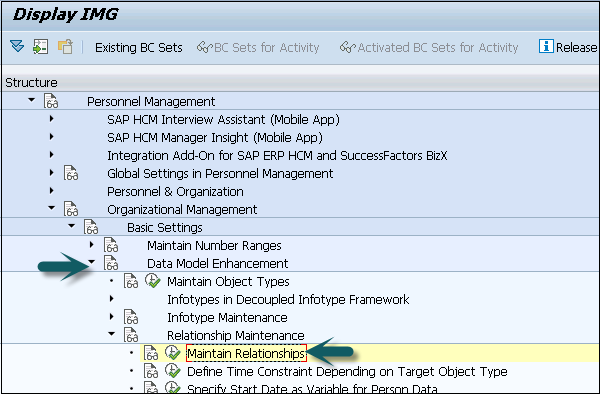 Display IMG
Existing BC Sets BC Sets for Activity Activated BC Sets for Activity Release
Structure
Personnel Management
SAP HCM Interview Assistant (Mobile App)
SAP HCM Manager Insight (Mobile App)
Integration Add-On for SAP ERP HCM and SuccessFactors BizX
Global Settings in Personnel Management
Personnel & Organization
Organizational Management
Basic Settings
Maintain Number Ranges
Data Model Enhancement
Maintain Object Types
Infotypes in Decoupled Infotype Framework
Infotype Maintenance
Relationship Maintenance
Maintain Relationships
Define Time Constraint Depending on Target Object Type
Specify Start Date as Variable for Person Data